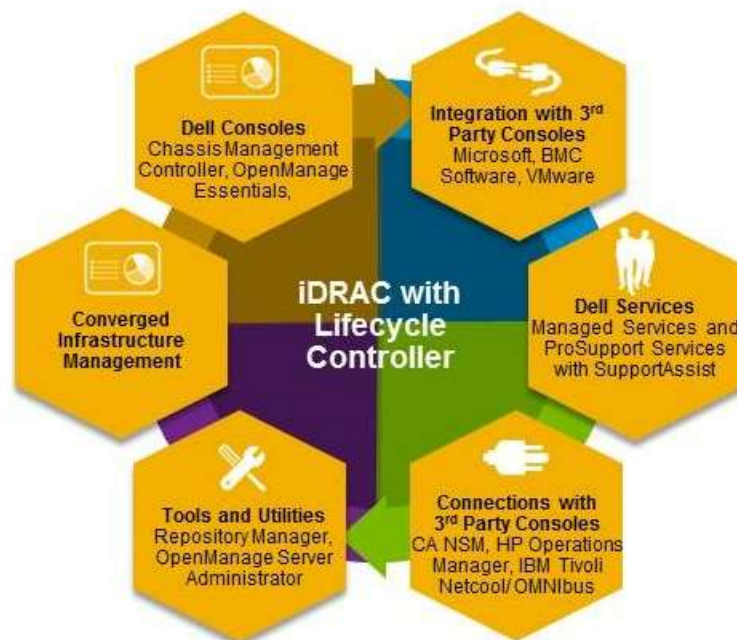 Dell Consoles
Chassis Management
Controller, OpenManage
Essentials,
Integration with 3rd
Party Consoles
Microsoft, BMC
Software, VMware
Converged
Infrastructure
Management
iDRAC with
Lifecycle
Controller
Dell Services
Managed Services and
ProSupport Services
with SupportAssist
Tools and Utilities
Repository Manager,
OpenManage Server
Administrator
Connections with
3rd Party Consoles
CA NSM, HP Operations
Manager, IBM Tivoli
Netcool/OMNIbus